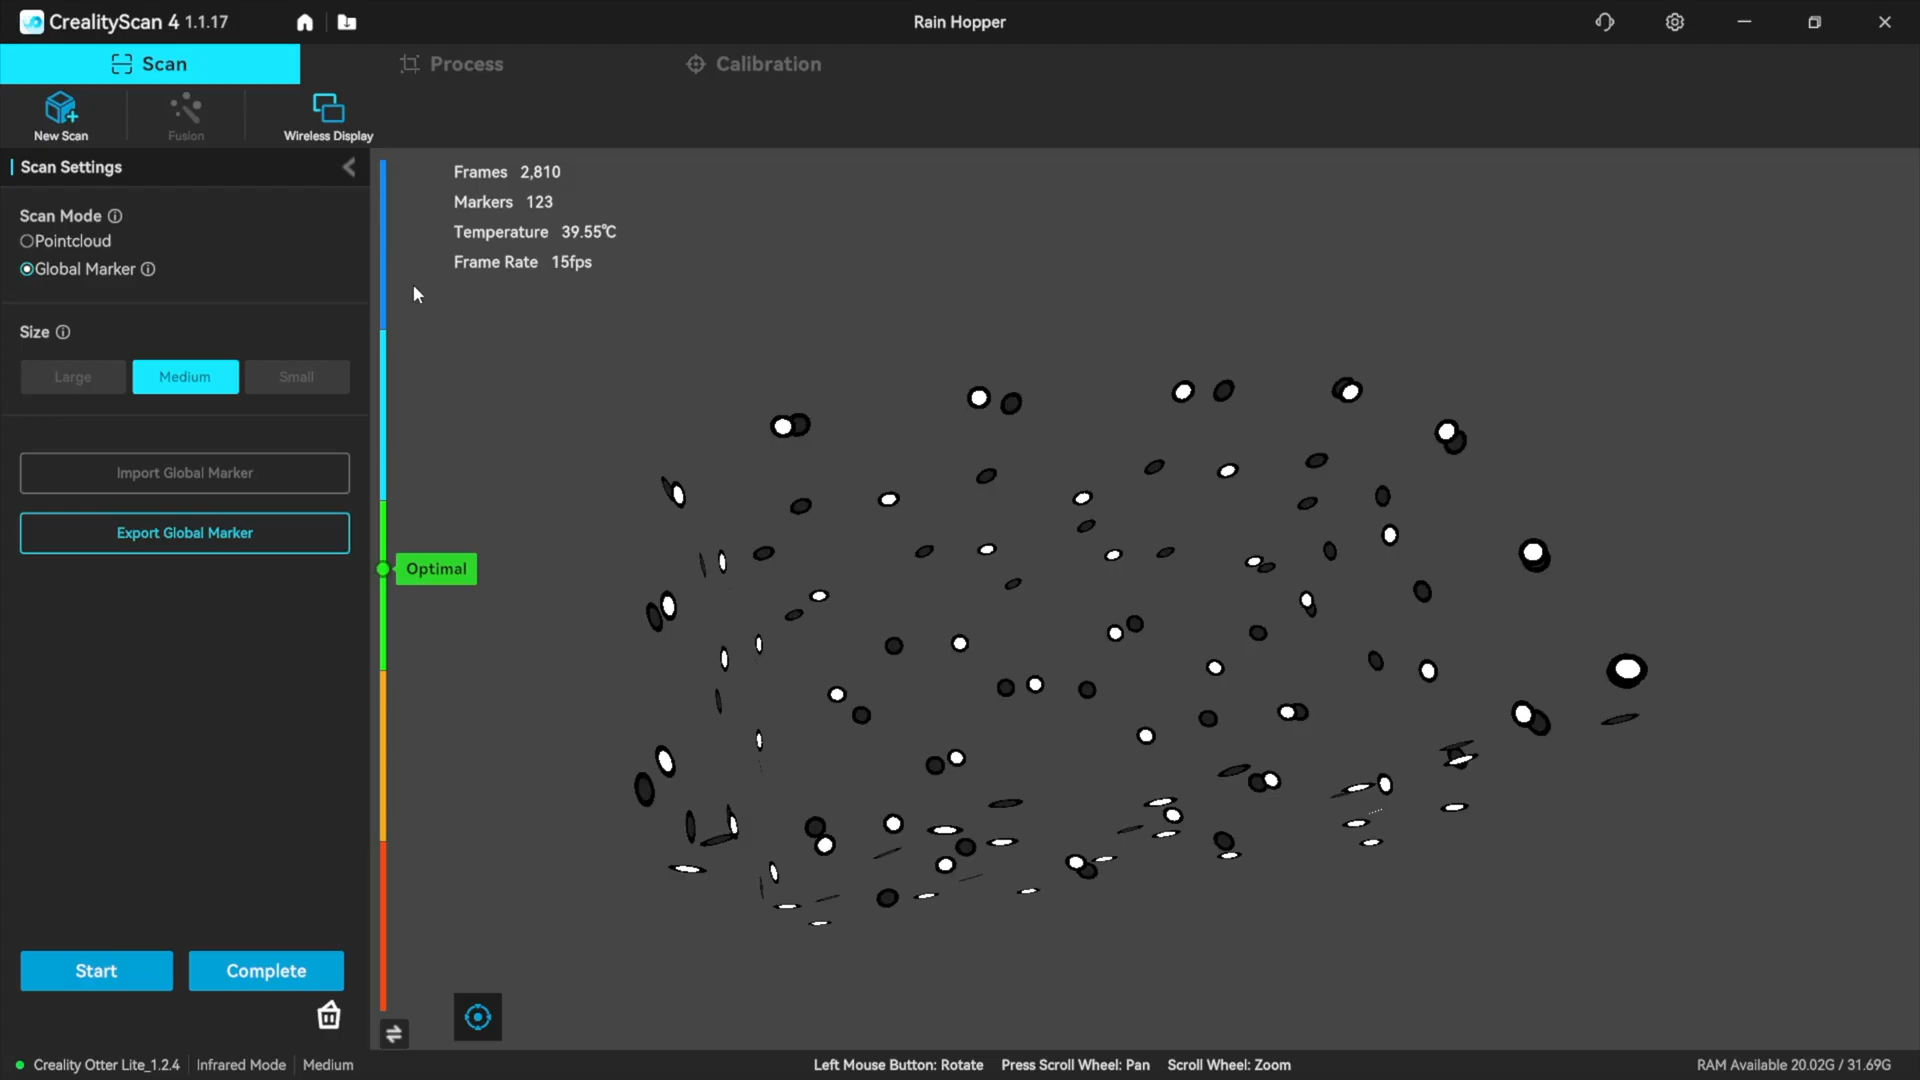 CrealityScan 4 1.1.17
Rain Hopper
Scan
Process
Calibration
New Scan
Fusion
Wireless Display
Scan Settings
Scan Mode
Pointcloud
Global Marker
Size
Large
Medium
Small
Import Global Marker
Export Global Marker
Start
Complete
Frames 2,810
Markers 123
Temperature 39.55℃
Frame Rate 15fps
Optimal
Creality Otter Lite_1.2.4
Infrared Mode
Medium
Left Mouse Button: Rotate Press Scroll Wheel: Pan Scroll Wheel: Zoom
RAM Available 20.02G / 31.69G